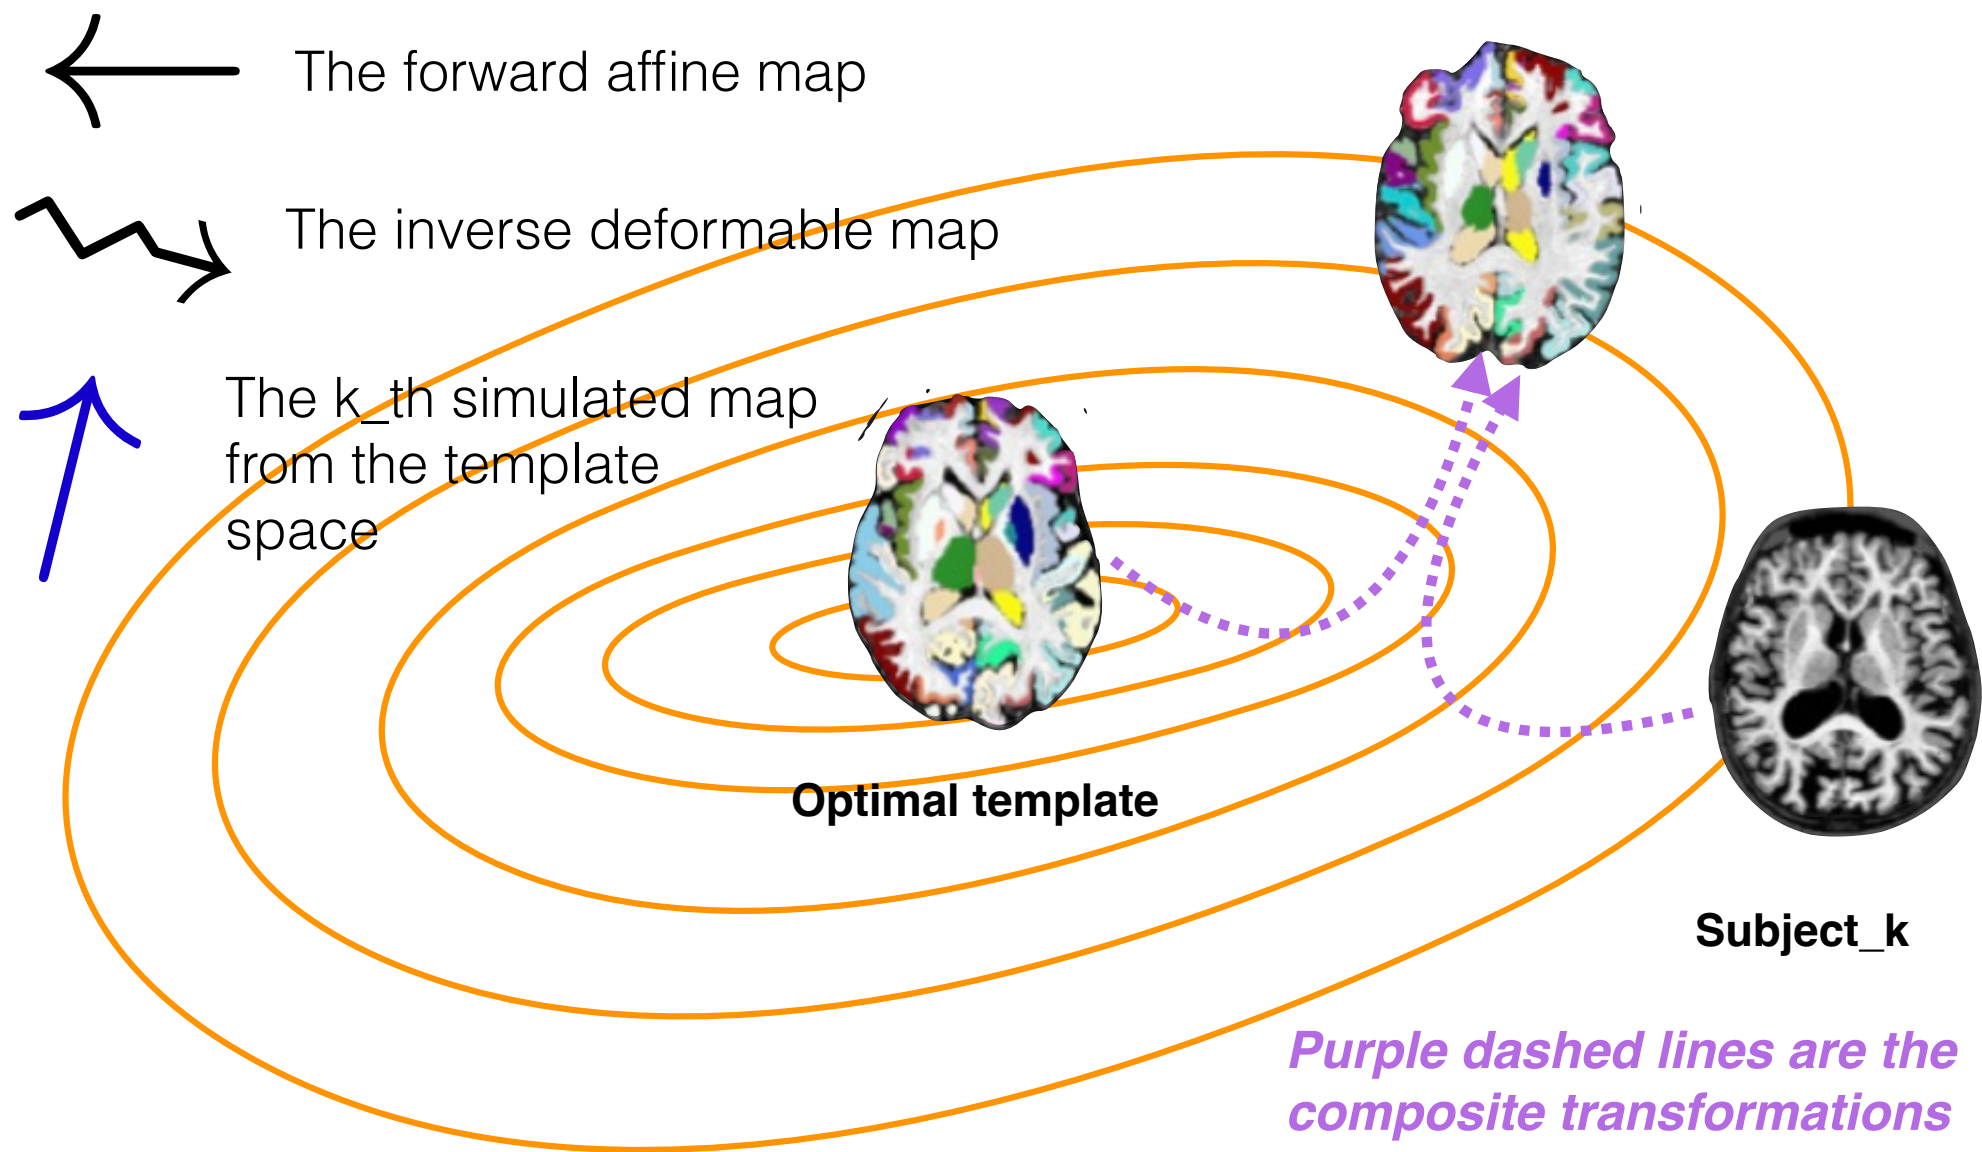 The forward affine map
The inverse deformable map
The k_th simulated map
from the template
space
Optimal template
Subject_k
Purple dashed lines are the
composite transformations